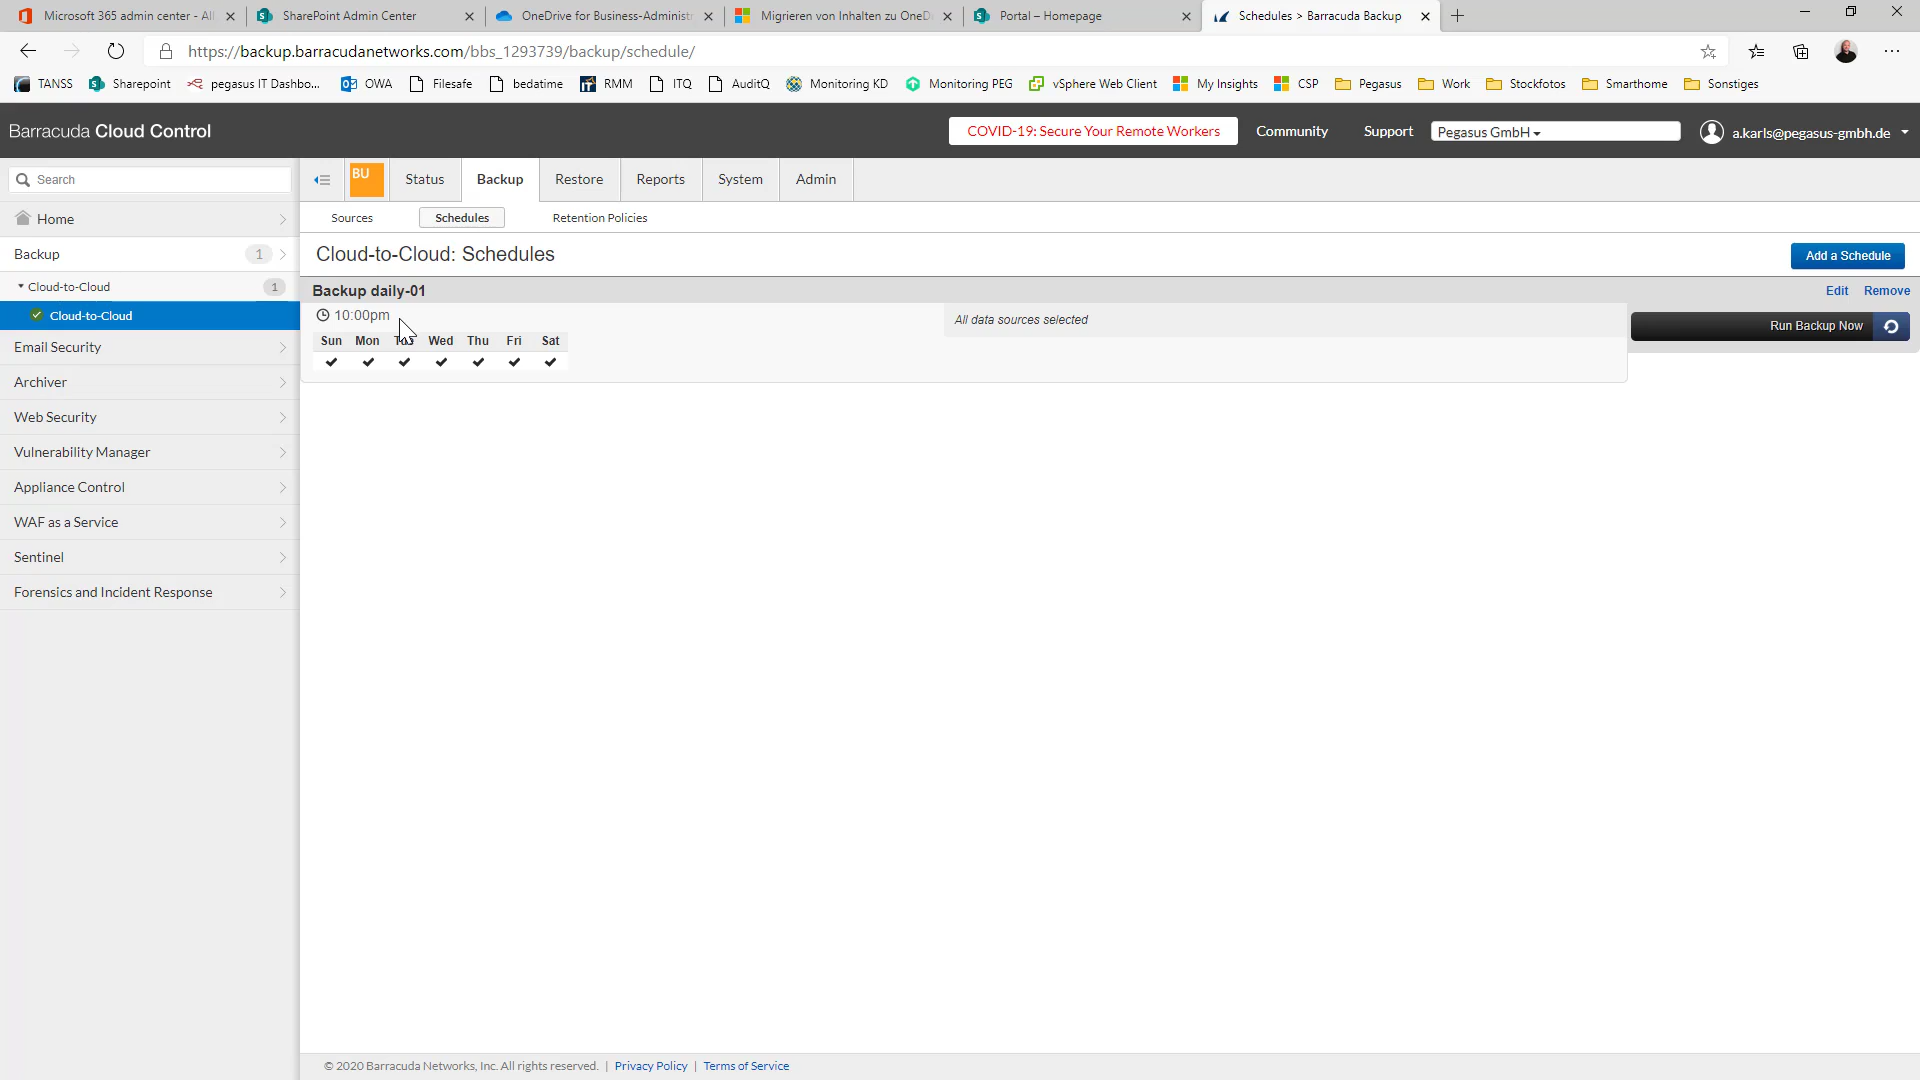 Microsoft 365 admin center - Al
SharePoint Admin Center
OneDrive for Business-Administ
Migrieren von Inhalten zu OneD
Portal – Homepage
Schedules > Barracuda Backup
https://backup.barracudanetworks.com/bbs_1293739/backup/schedule/
TANSS
Sharepoint
pegasus IT Dashbo...
OWA
Filesafe
bedatime
RMM
ITQ
AuditQ
Monitoring KD
Monitoring PEG
vSphere Web Client
My Insights
CSP
Pegasus
Work
Stockfotos
Smarthome
Sonstiges
Barracuda Cloud Control
COVID-19: Secure Your Remote Workers
Community
Support
Pegasus GmbH
a.karls@pegasus-gmbh.de
Search
BU
Status
Backup
Restore
Reports
System
Admin
Sources
Schedules
Retention Policies
Home
Backup 1
Cloud-to-Cloud 1
Cloud-to-Cloud
Email Security
Archiver
Web Security
Vulnerability Manager
Appliance Control
WAF as a Service
Sentinel
Forensics and Incident Response
Cloud-to-Cloud: Schedules
Add a Schedule
Backup daily-01
Edit Remove
10:00pm
All data sources selected
Run Backup Now
Sun Mon Wed Thu Fri Sat
© 2020 Barracuda Networks, Inc. All rights reserved. | Privacy Policy | Terms of Service